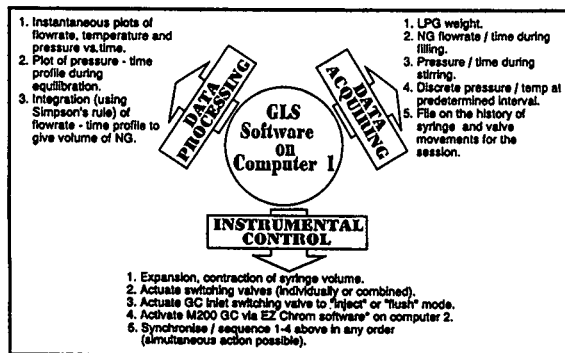 1. Instantaneous plots of
flowrate, temperature and
pressure vs.time.
2. Plot of pressure - time
profile during
equilibration.
3. Integration (using
Simpson's rule) of
flowrate - time profile to
give volume of NG.
DATA
PROCESSING
GLS
Software
on
Computer 1
DATA
ACQUIRING
1. LPG weight.
2. NG flowrate / time during
filling.
3. Pressure / time during
stirring.
4. Discrete pressure / temp at
predetermined interval.
5. File on the history of
syringe and valve
movements for the
session.
INSTRUMENTAL
CONTROL
1. Expansion, contraction of syringe volume.
2. Actuate switching valves (individually or combined).
3. Actuate GC inlet switching valve to "inject" or "flush" mode.
4. Activate M200 GC via EZ Chrom software* on computer 2.
5. Synchronise / sequence 1-4 above in any order
(simultaneous action possible).